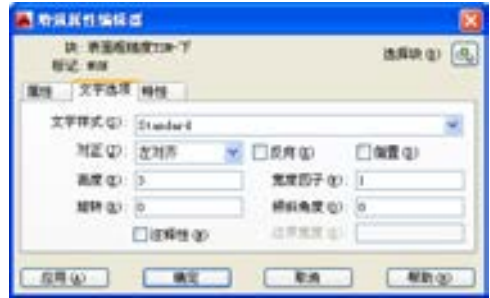 增强属性编辑器
块: 表面粗糙度
标记:
选择块(B)
属性 文字选项 特性
文字样式(S): Standard
对正(J): 左对齐 反向(K) 倒置(D)
高度(E): 3 宽度因子(W): 1
旋转(R): 0 倾斜角度(O): 0
注释性(N) 边界宽度(B):
应用(A) 确定 取消 帮助(H)